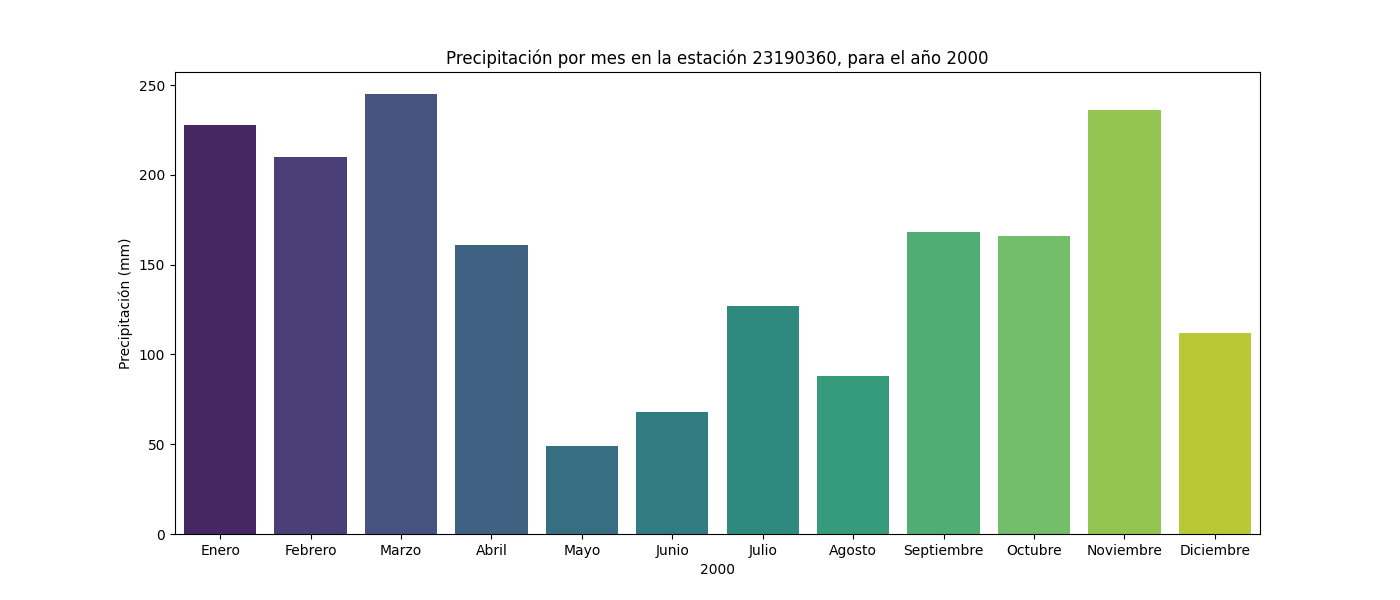 Precipitación por mes en la estación 23190360, para el año 2000
250
200
150
100
50
0
Precipitación (mm)
Enero Febrero Marzo Abril Mayo Junio Julio Agosto Septiembre Octubre Noviembre Diciembre
2000